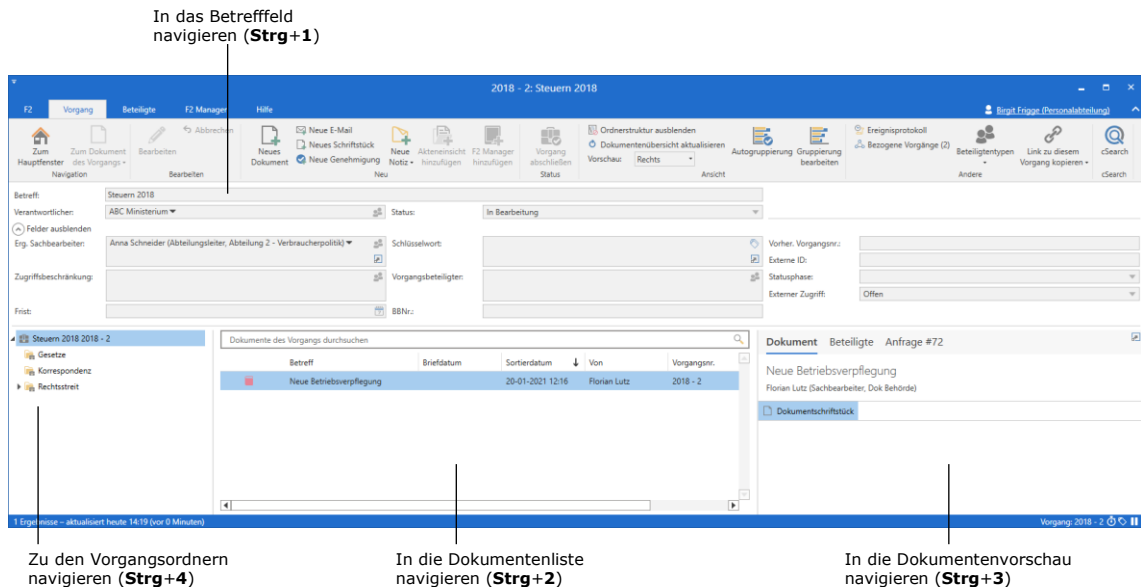 In das Betrefffeld
navigieren (Strg+1)
2018 - 2: Steuern 2018
F2 Vorgang Beteiligte F2 Manager Hilfe Birgit Frigge (Personalabteilung)
Zum Hauptfenster
Zum Dokument des Vorgangs
Navigation
Bearbeiten
Abbrechen
Bearbeiten
Neues Dokument
Neue E-Mail
Neues Schriftstück
Neue Genehmigung
Neue Notiz
Akteneinsicht hinzufügen
F2 Manager hinzufügen
Neu
Vorgang abschließen
Status
Ordnerstruktur ausblenden
Dokumentenübersicht aktualisieren
Vorschau: Rechts
Autogruppierung
Gruppierung bearbeiten
Ansicht
Ereignisprotokoll
Bezogene Vorgänge (2)
Beteiligtentypen
Link zu diesem Vorgang kopieren
Andere
cSearch
cSearch
Betreff: Steuern 2018
Verantwortlicher: ABC Ministerium Status: In Bearbeitung
Felder ausblenden
Erg. Sachbearbeiter: Anna Schneider (Abteilungsleiter, Abteilung 2 - Verbraucherpolitik) Schlüsselwort: Vorher. Vorgangsnr.:
Externe ID:
Zugriffsbeschränkung: Vorgangsbeteiligter: Statusphase:
Externer Zugriff: Offen
Frist: BBNr.:
Steuern 2018 2018 - 2
Gesetze
Korrespondenz
Rechtsstreit
Dokumente des Vorgangs durchsuchen
Betreff Briefdatum Sortierdatum Von Vorgangsnr.
Neue Betriebsverpflegung 20-01-2021 12:16 Florian Lutz 2018 - 2
Dokument Beteiligte Anfrage #72
Neue Betriebsverpflegung
Florian Lutz (Sachbearbeiter, Dok Behörde)
Dokumentschriftstück
1 Ergebnisse – aktualisiert heute 14:19 (vor 0 Minuten) Vorgang: 2018 - 2
Zu den Vorgangsordnern
navigieren (Strg+4)
In die Dokumentenliste
navigieren (Strg+2)
In die Dokumentenvorschau
navigieren (Strg+3)